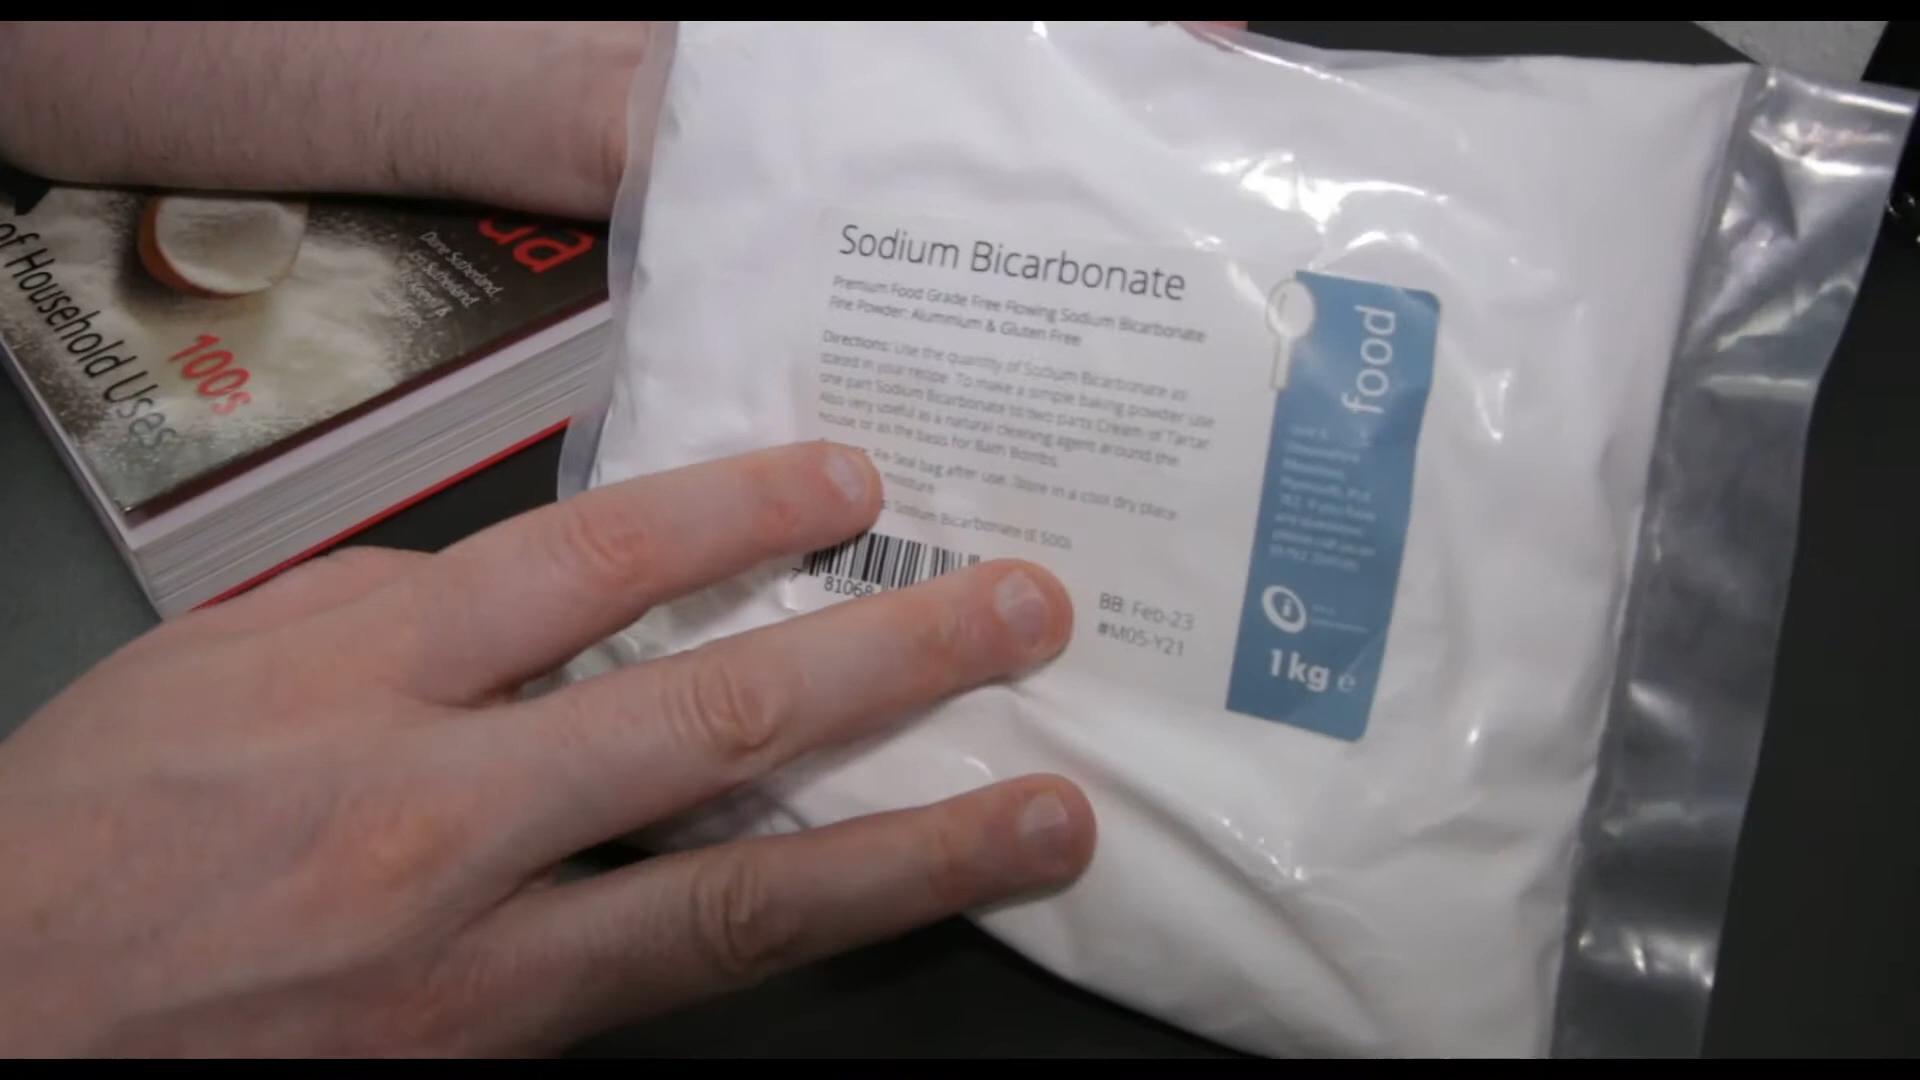 Sodium Bicarbonate
Premium Food Grade Free Flowing Sodium Bicarbonate
Fine Powder: Aluminium & Gluten Free
Directions: Use the quantity of Sodium Bicarbonate as
stated in your recipe. To make a simple baking powder use
one part Sodium Bicarbonate to two parts Cream of Tartar.
Also very useful as a natural cleaning agent around the
house or as the basis for Bath Bombs.
Re-Seal bag after use. Store in a cool dry place
moisture
Sodium Bicarbonate (E 500)
7 81068
BB: Feb-23
#M05-Y21
food
1kg e
of Household Uses
100s